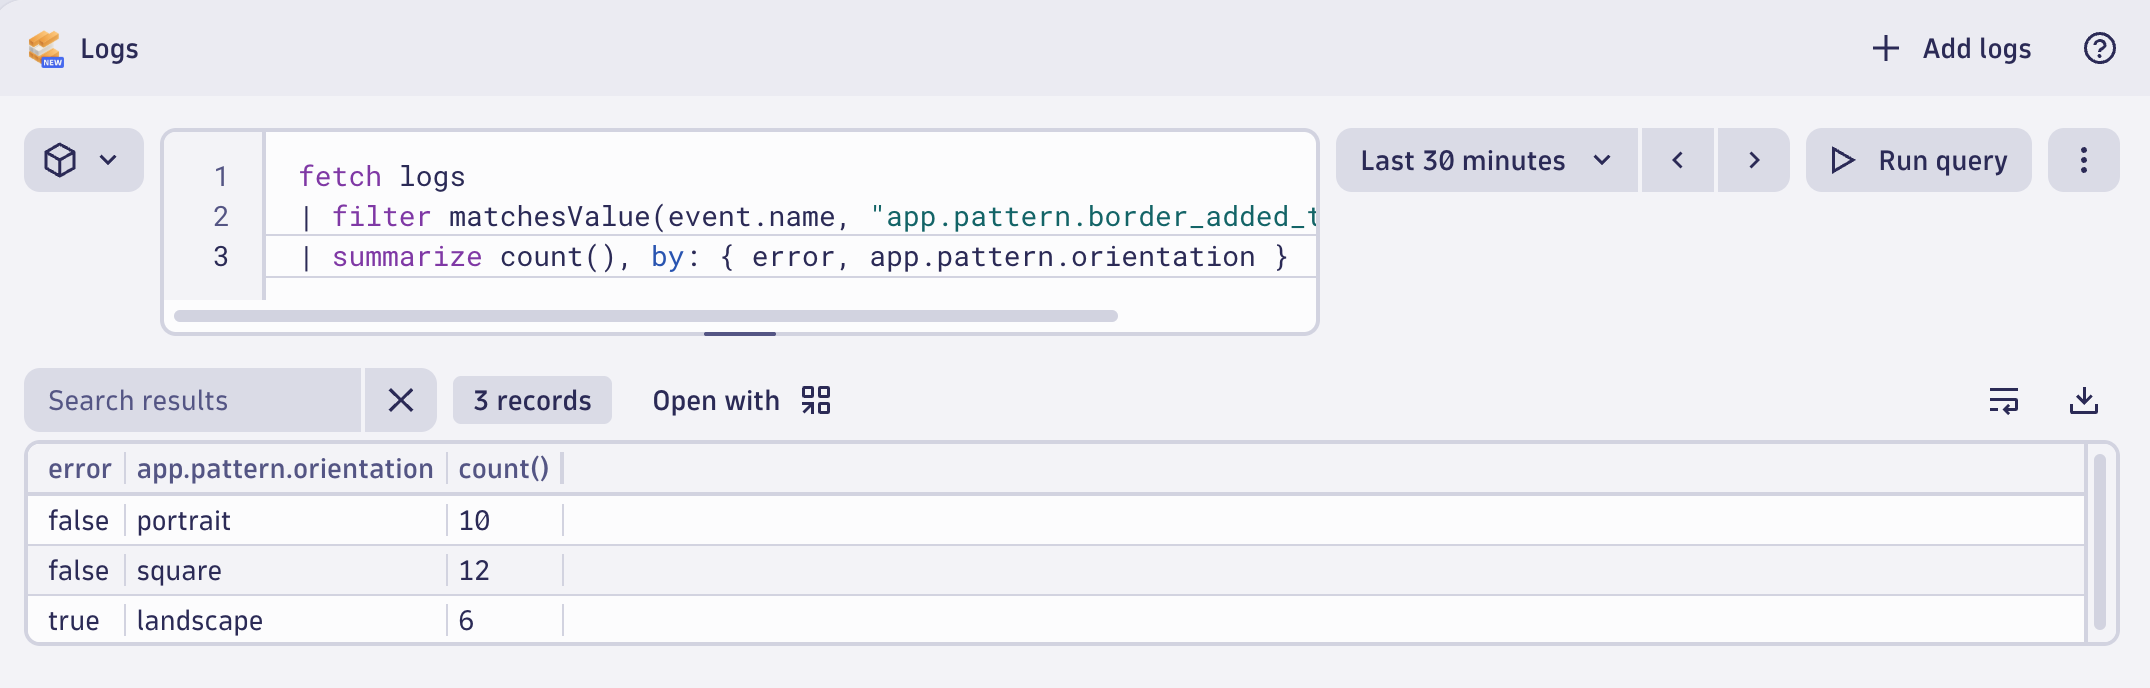 NEW
Logs
Add logs
1 fetch logs
2 | filter matchesValue(event.name, "app.pattern.border_added_t
3 | summarize count(), by: { error, app.pattern.orientation }
Last 30 minutes
Run query
Search results
3 records
Open with
error app.pattern.orientation count()
false portrait 10
false square 12
true landscape 6